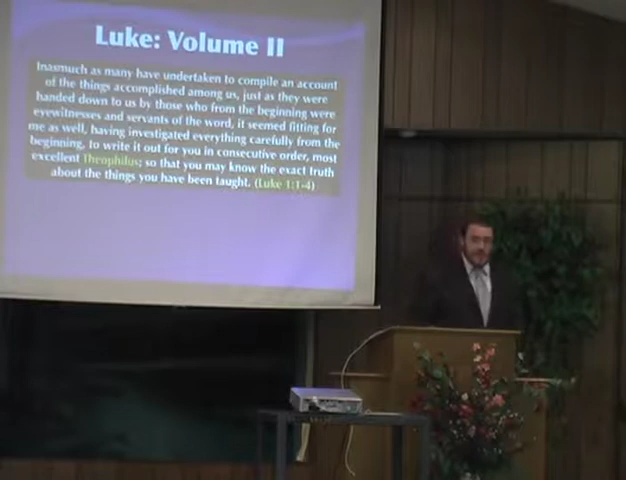 Luke: Volume II
Inasmuch as many have undertaken to compile an account
of the things accomplished among us, just as they were
handed down to us by those who from the beginning were
eyewitnesses and servants of the word, it seemed fitting for
me as well, having investigated everything carefully from the
beginning, to write it out for you in consecutive order, most
excellent Theophilus; so that you may know the exact truth
about the things you have been taught. (Luke 1:1-4)